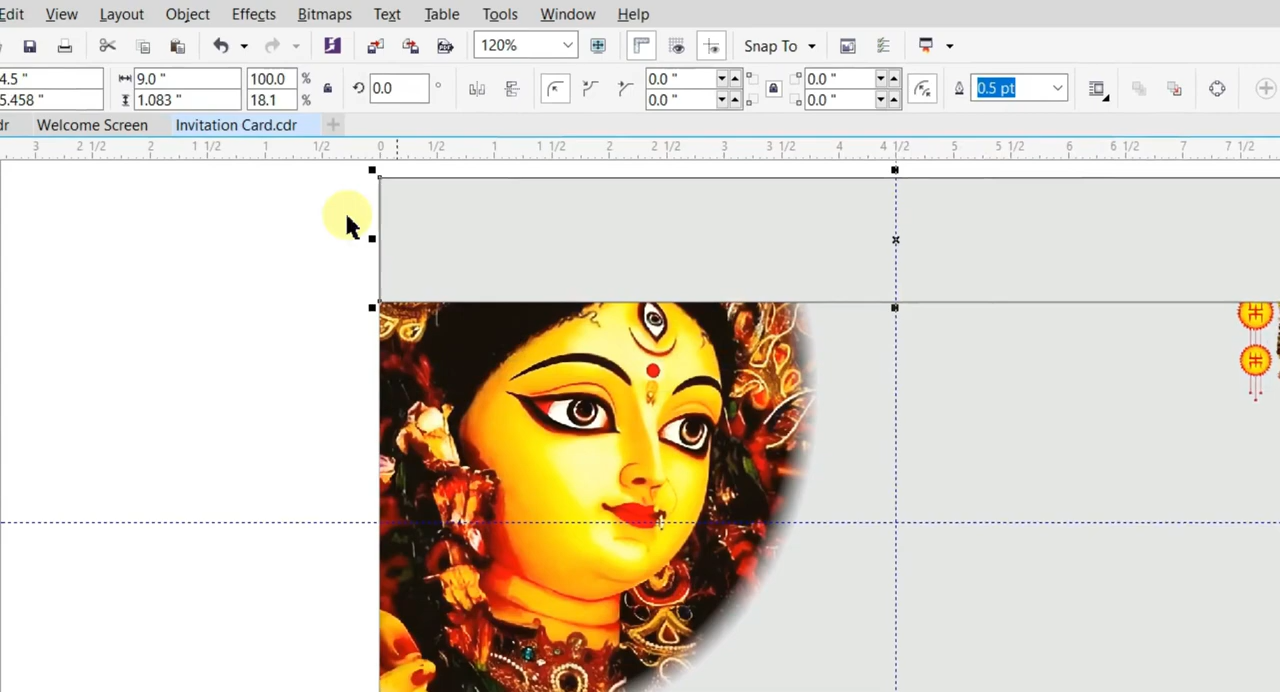 Edit View Layout Object Effects Bitmaps Text Table Tools Window Help
120% Snap To
4.5 " 9.0 " 100.0 % 0.0 ° 0.0 " 0.0 " 0.5 pt
5.458 " 1.083 " 18.1 % 0.0 " 0.0 "
dr Welcome Screen Invitation Card.cdr +
3 2 1/2 2 1 1/2 1 1/2 0 1/2 1 1 1/2 2 2 1/2 3 3 1/2 4 4 1/2 5 5 1/2 6 6 1/2 7 7 1/2